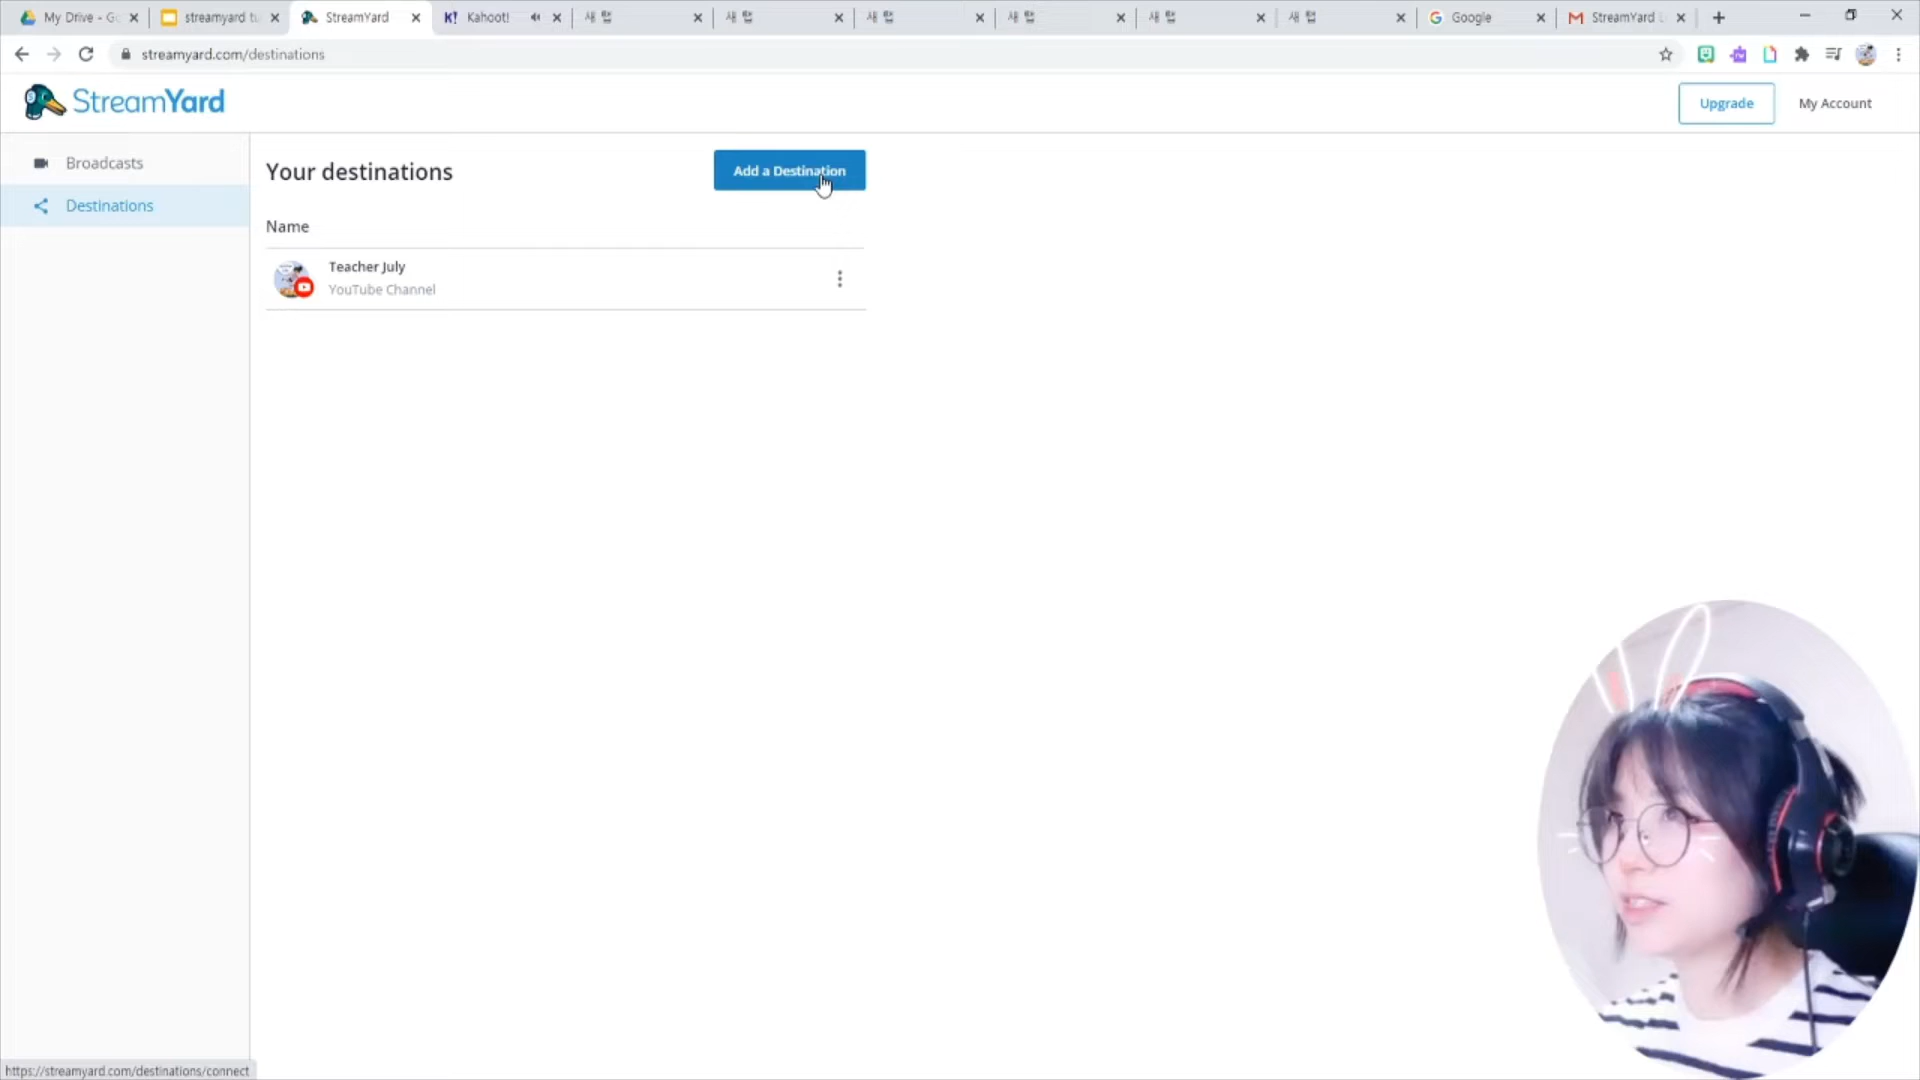 My Drive - Go
streamyard tu
StreamYard
K! Kahoot!
새 탭
새 탭
새 탭
새 탭
새 탭
새 탭
Google
StreamYard L
streamyard.com/destinations
StreamYard
Upgrade
My Account
Broadcasts
Destinations
Your destinations
Add a Destination
Name
Teacher July
YouTube Channel
https://streamyard.com/destinations/connect